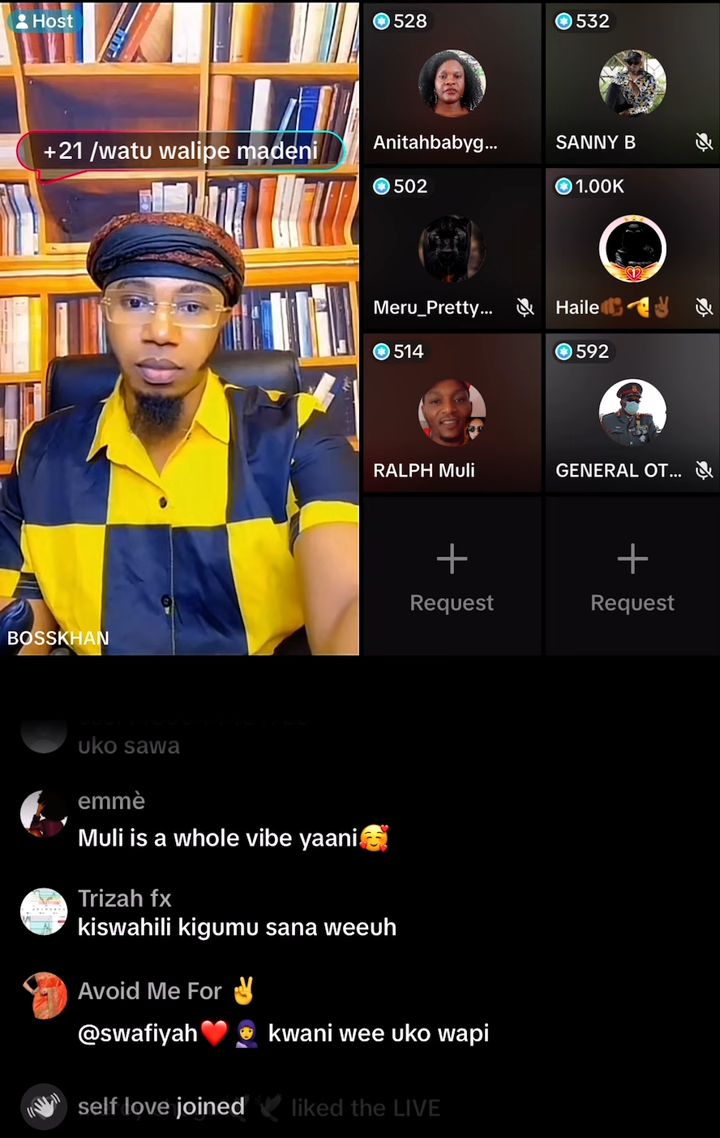 Host
+21 /watu walipe madeni
BOSSKHAN
528
Anitahbabyg...
532
SANNY B
502
Meru_Pretty...
1.00K
Haile🤌🏾🫲✌🏾
514
RALPH Muli
592
GENERAL OT...
Request
Request
uko sawa
emmè
Muli is a whole vibe yaani🥰
Trizah fx
kiswahili kigumu sana weeuh
Avoid Me For ✌️
@swafiyah❤️🧕 kwani wee uko wapi
self love joined
liked the LIVE